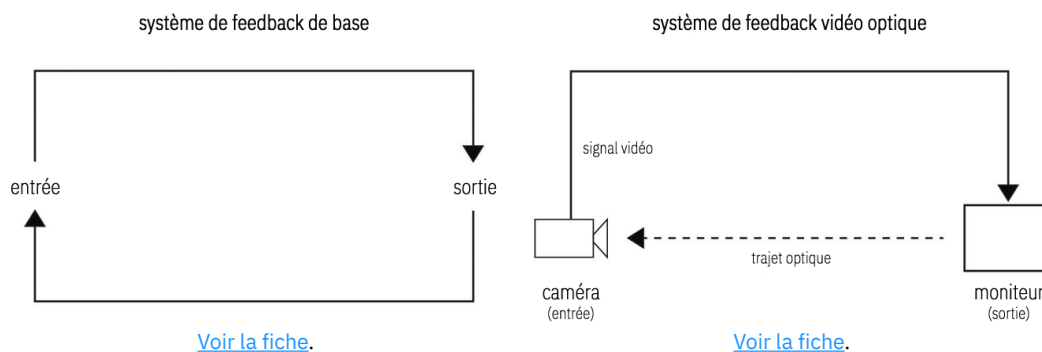 système de feedback de base
entrée
sortie
Voir la fiche.
système de feedback vidéo optique
signal vidéo
trajet optique
caméra
(entrée)
moniteur
(sortie)
Voir la fiche.